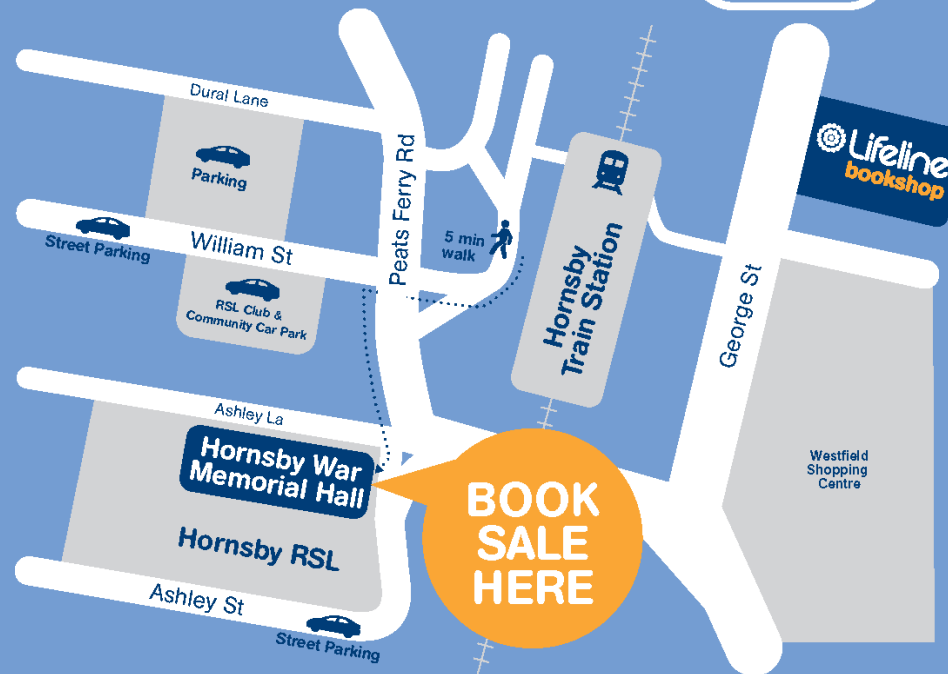 Dural Lane
Parking
Peats Ferry Rd
Lifeline
bookshop
Street Parking
William St
5 min
walk
Hornsby
Train Station
George St
RSL Club &
Community Car Park
Ashley La
Hornsby War
Memorial Hall
Westfield
Shopping
Centre
BOOK
SALE
HERE
Hornsby RSL
Ashley St
Street Parking